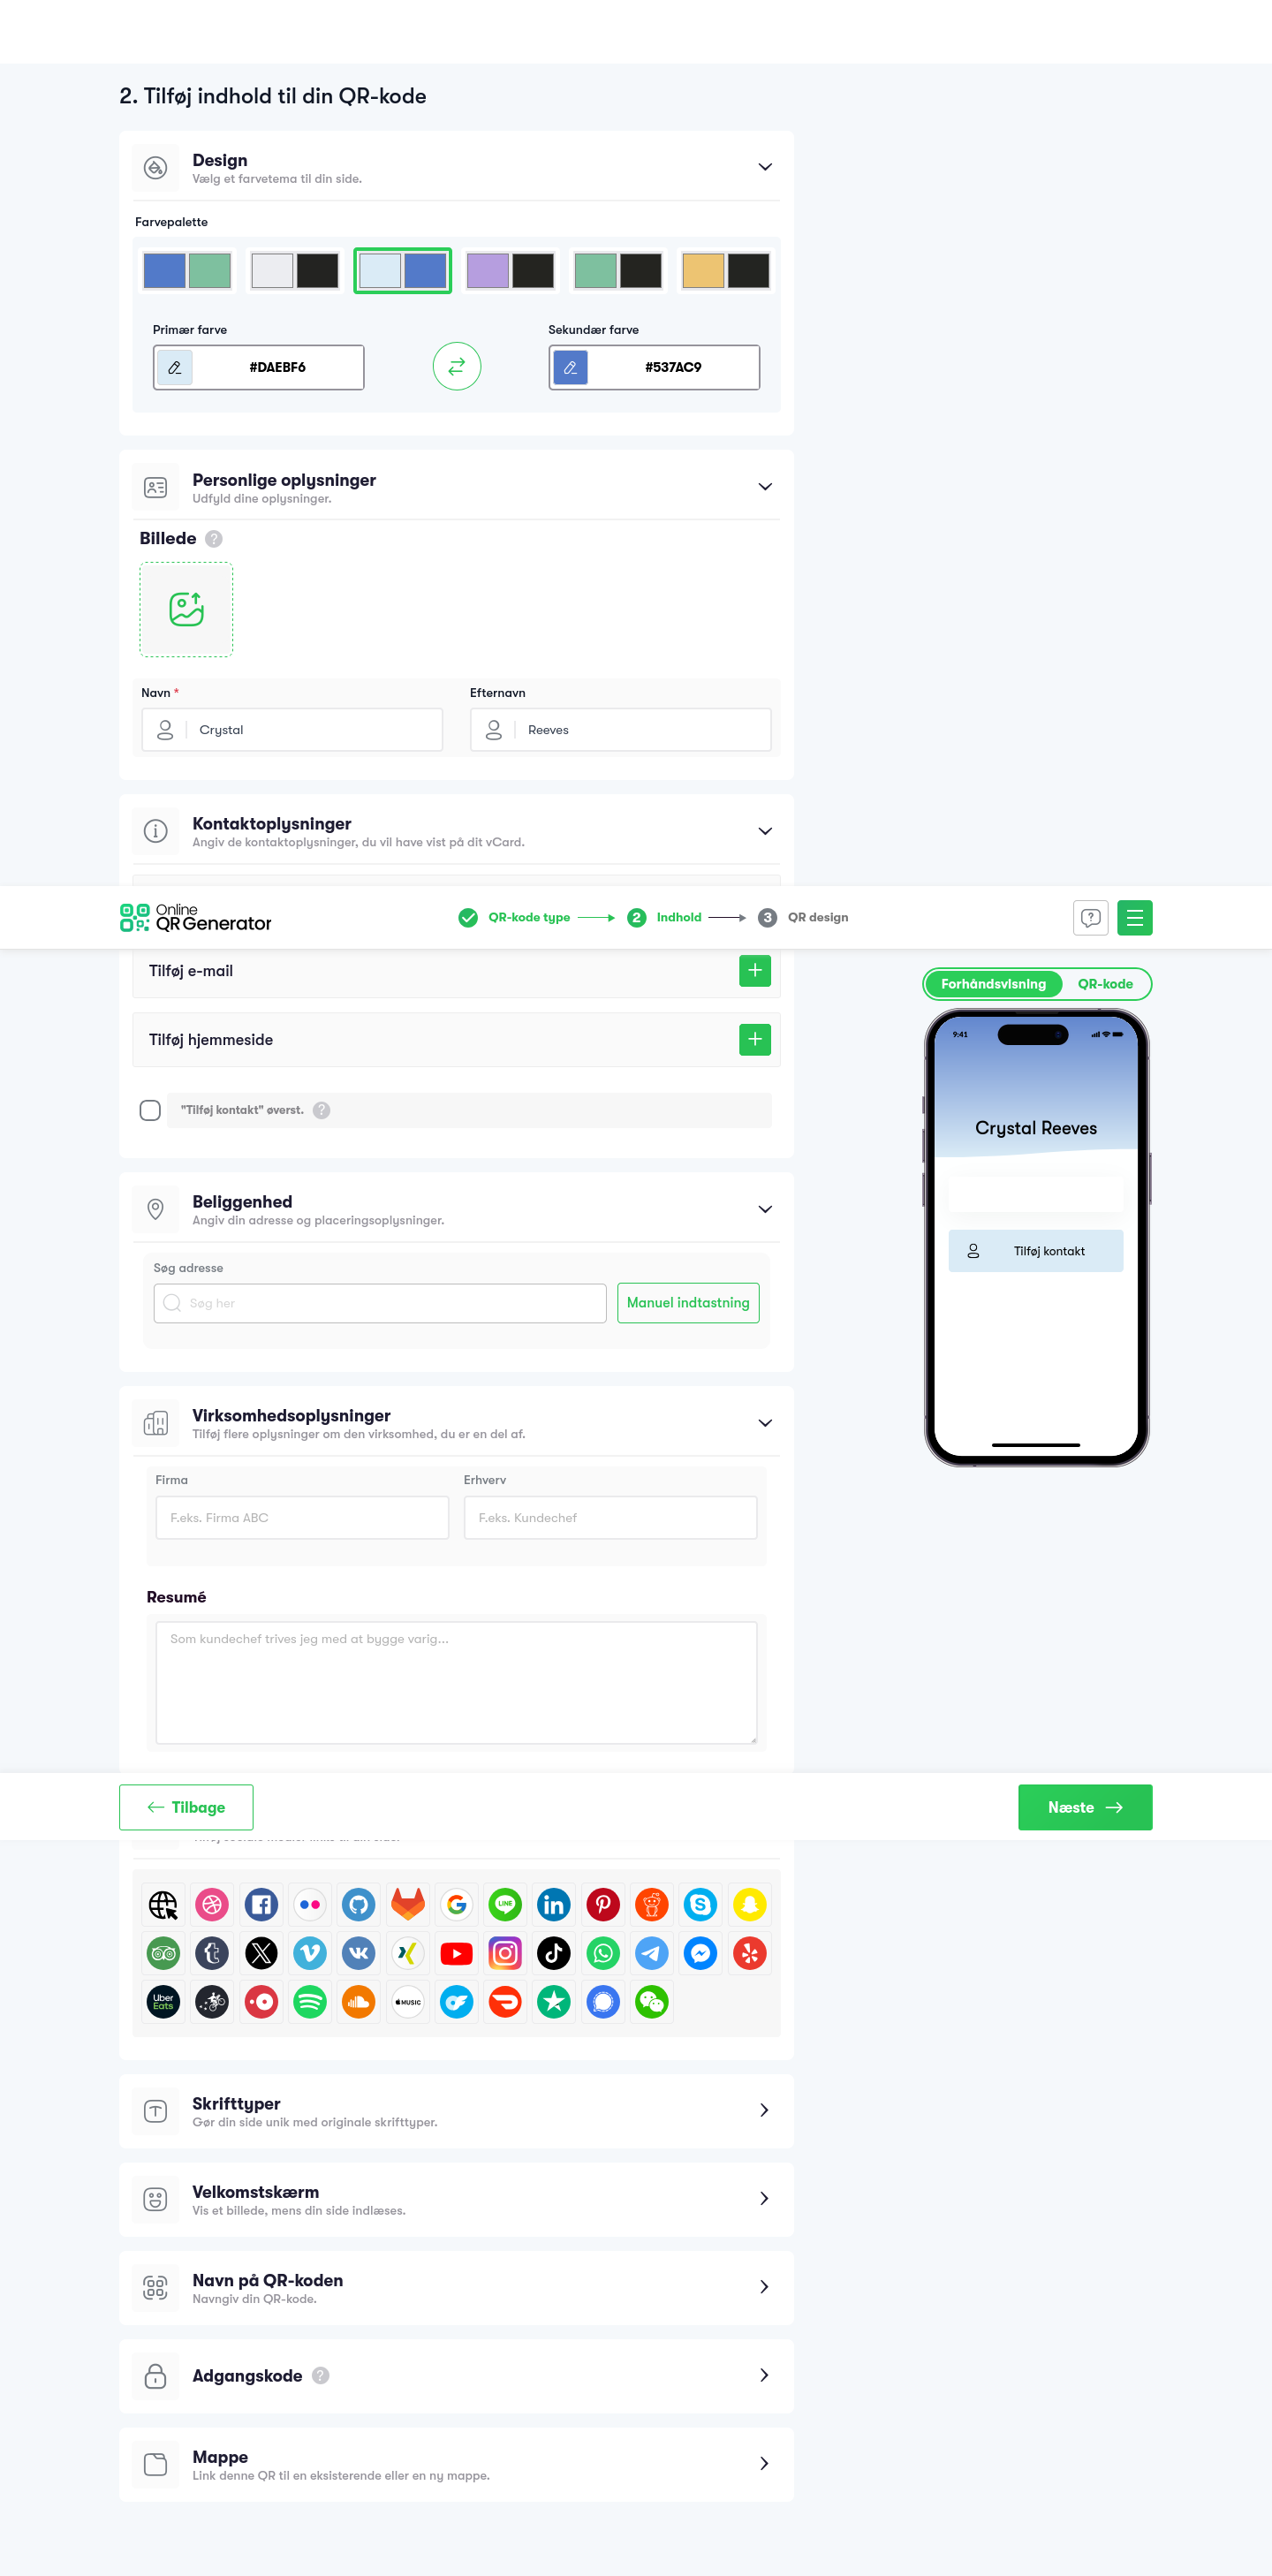 2. Tilføj indhold til din QR-kode
Design
Vælg et farvetema til din side.
Farvepalette
Primær farve
Sekundær farve
#DAEBF6
#537AC9
Personlige oplysninger
Udfyld dine oplysninger.
Billede ?
Navn *
Efternavn
Crystal
Reeves
Kontaktoplysninger
Angiv de kontaktoplysninger, du vil have vist på dit vCard.
Online
QR Generator
QR-kode type
2 Indhold
3 QR design
Tilføj e-mail
Forhåndsvisning
QR-kode
9:41
Tilføj hjemmeside
"Tilføj kontakt" øverst. ?
Crystal Reeves
Tilføj kontakt
Beliggenhed
Angiv din adresse og placeringsoplysninger.
Søg adresse
Søg her
Manuel indtastning
Virksomhedsoplysninger
Tilføj flere oplysninger om den virksomhed, du er en del af.
Firma
Erhverv
F.eks. Firma ABC
F.eks. Kundechef
Resumé
Som kundechef trives jeg med at bygge varig...
Tilbage
Næste
LINE
Uber
Eats
MUSIC
Skrifttyper
Gør din side unik med originale skrifttyper.
Velkomstskærm
Vis et billede, mens din side indlæses.
Navn på QR-koden
Navngiv din QR-kode.
Adgangskode ?
Mappe
Link denne QR til en eksisterende eller en ny mappe.